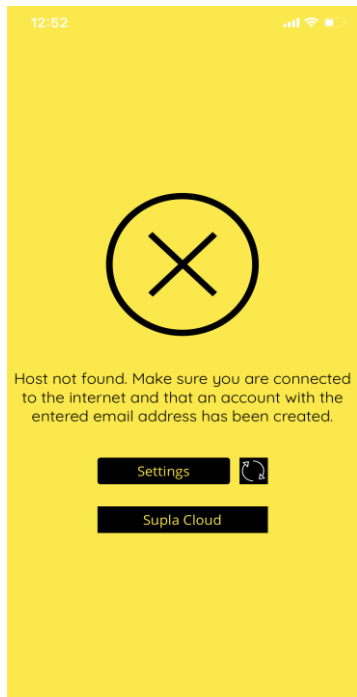 12:52
Host not found. Make sure you are connected
to the internet and that an account with the
entered email address has been created.
Settings
Supla Cloud